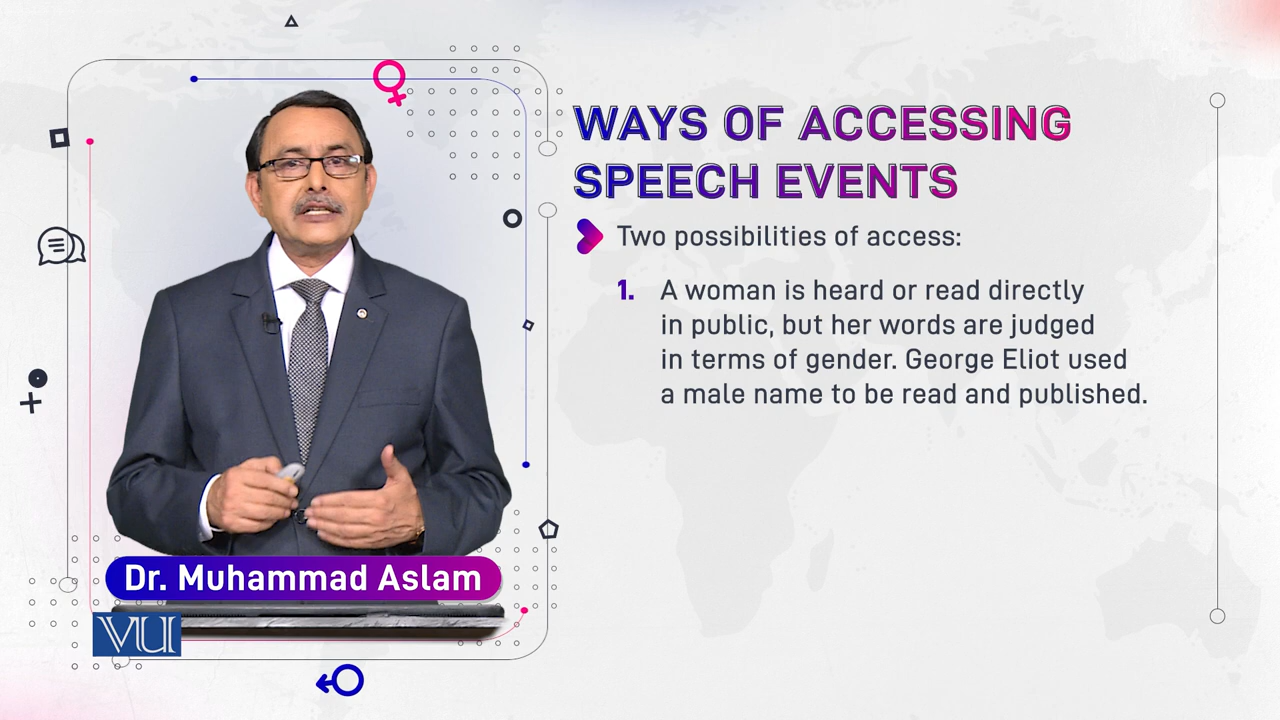 WAYS OF ACCESSING
SPEECH EVENTS
Two possibilities of access:
1. A woman is heard or read directly
in public, but her words are judged
in terms of gender. George Eliot used
a male name to be read and published.
Dr. Muhammad Aslam
VU